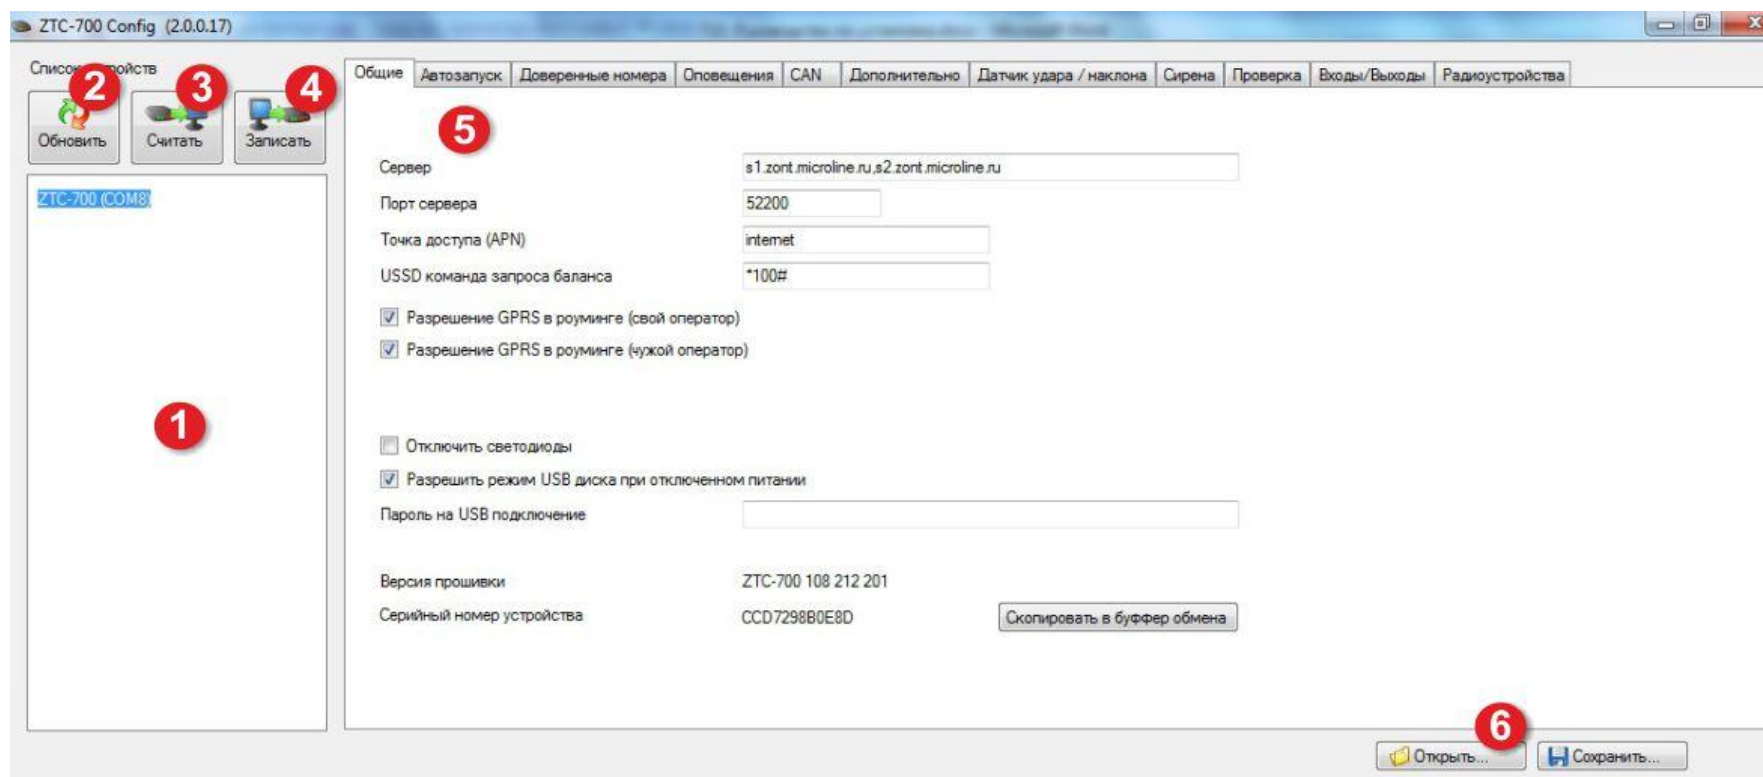 ZTC-700 Config (2.0.0.17)
Список
2 3 4
Обновить Считать Записать
ZTC-700 (COM8)
1
Общие Автозапуск Доверенные номера Оповещения CAN Дополнительно Датчик удара / наклона Сирена Проверка Входы/Выходы Радиоустройства
5
Сервер s1.zont.microline.ru,s2.zont.microline.ru
Порт сервера 52200
Точка доступа (APN) internet
USSD команда запроса баланса *100#
Разрешение GPRS в роуминге (свой оператор)
Разрешение GPRS в роуминге (чужой оператор)
Отключить светодиоды
Разрешить режим USB диска при отключенном питании
Пароль на USB подключение
Версия прошивки ZTC-700 108 212 201
Серийный номер устройства CCD7298B0E8D Скопировать в буффер обмена
6
Открыть... Сохранить...